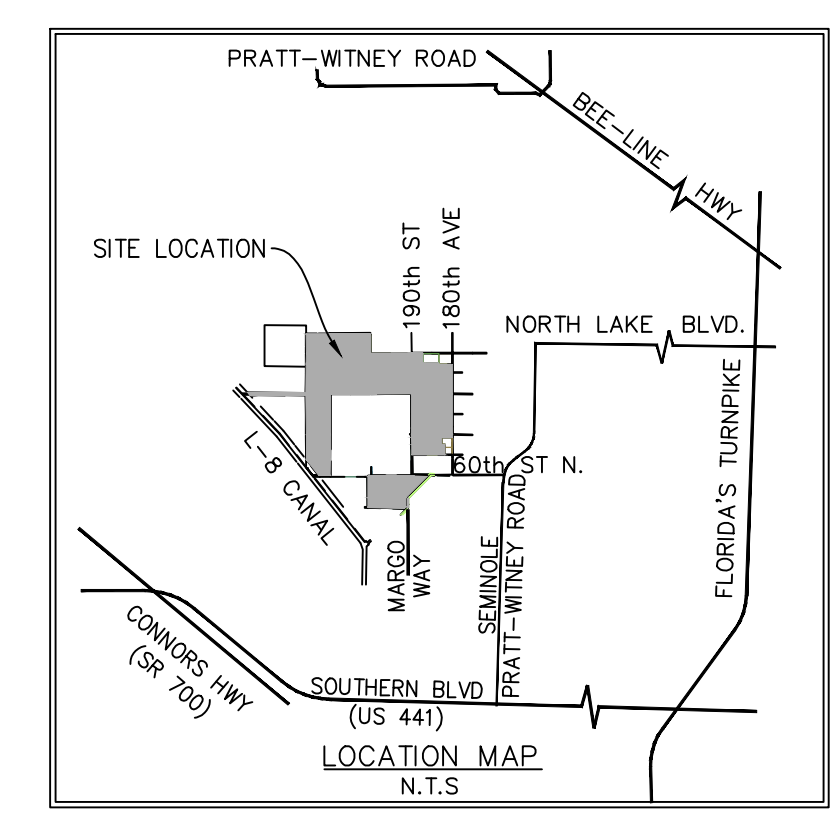 PRATT-WITNEY ROAD
BEE-LINE
HWY
SITE LOCATION
190th ST
180th AVE
NORTH LAKE BLVD.
FLORIDA'S TURNPIKE
L-8 CANAL
60th ST N.
MARGO
WAY
SEMINOLE
PRATT-WITNEY ROAD
CONNORS HWY
(SR 700)
SOUTHERN BLVD
(US 441)
LOCATION MAP
N.T.S